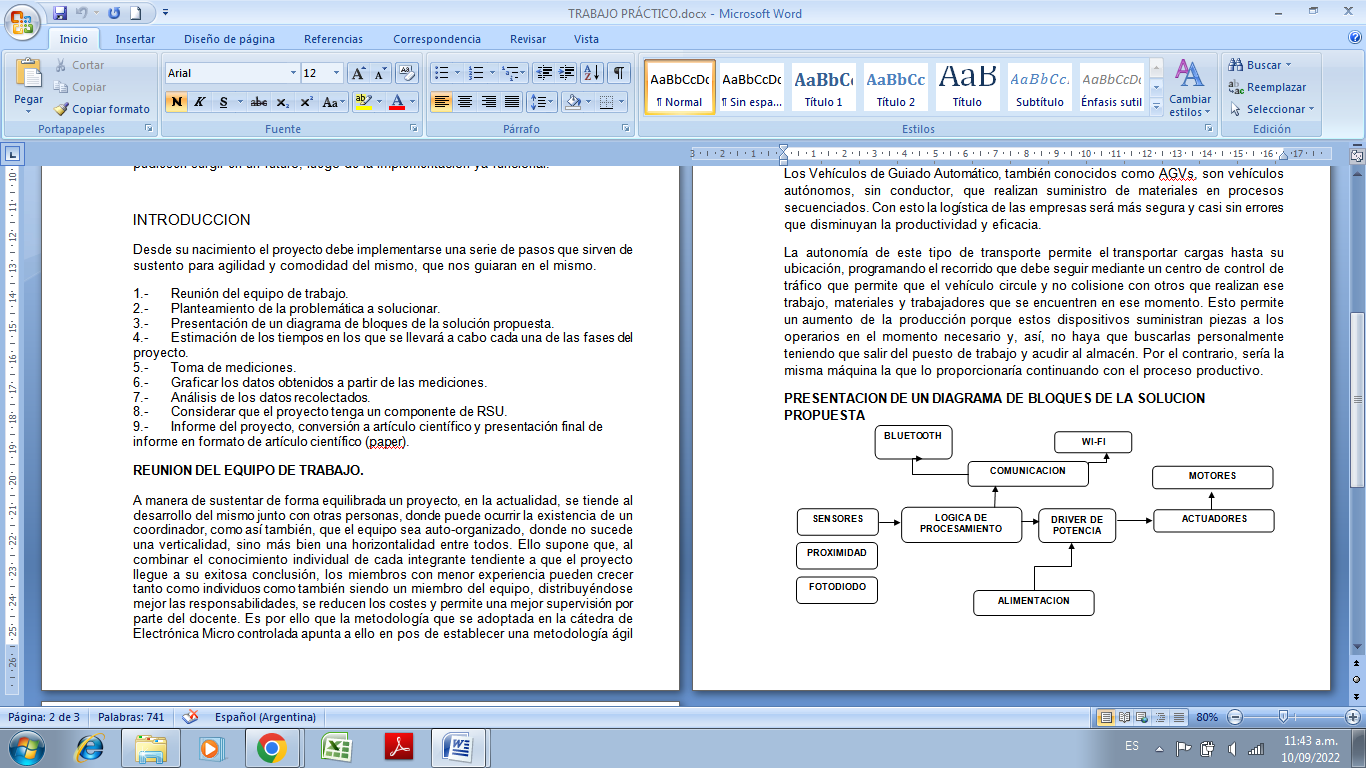 TRABAJO PRÁCTICO.docx - Microsoft Word
Inicio
Insertar
Diseño de página
Referencias
Correspondencia
Revisar
Vista
Pegar
Cortar
Copiar
Copiar formato
Portapapeles
Arial
12
N K S abc x₂ x² Aa
Fuente
Párrafo
AaBbCcDc
¶ Normal
AaBbCcDc
¶ Sin espa...
AaBbCc
Título 1
AaBbCc
Título 2
AaB
Título
AaBbCc.
Subtítulo
AaBbCcDc
Énfasis sutil
Cambiar
estilos
Estilos
Buscar
Reemplazar
Seleccionar
Edición
INTRODUCCION
Desde su nacimiento el proyecto debe implementarse una serie de pasos que sirven de
sustento para agilidad y comodidad del mismo, que nos guiaran en el mismo.
1.- Reunión del equipo de trabajo.
2.- Planteamiento de la problemática a solucionar.
3.- Presentación de un diagrama de bloques de la solución propuesta.
4.- Estimación de los tiempos en los que se llevará a cabo cada una de las fases del
proyecto.
5.- Toma de mediciones.
6.- Graficar los datos obtenidos a partir de las mediciones.
7.- Análisis de los datos recolectados.
8.- Considerar que el proyecto tenga un componente de RSU.
9.- Informe del proyecto, conversión a artículo científico y presentación final de
informe en formato de artículo científico (paper).
REUNION DEL EQUIPO DE TRABAJO.
A manera de sustentar de forma equilibrada un proyecto, en la actualidad, se tiende al
desarrollo del mismo junto con otras personas, donde puede ocurrir la existencia de un
coordinador, como así también, que el equipo sea auto-organizado, donde no sucede
una verticalidad, sino más bien una horizontalidad entre todos. Ello supone que, al
combinar el conocimiento individual de cada integrante tendiente a que el proyecto
llegue a su exitosa conclusión, los miembros con menor experiencia pueden crecer
tanto como individuos como también siendo un miembro del equipo, distribuyéndose
mejor las responsabilidades, se reducen los costes y permite una mejor supervisión por
parte del docente. Es por ello que la metodología que se adoptada en la cátedra de
Electrónica Micro controlada apunta a ello en pos de establecer una metodología ágil
Los Vehículos de Guiado Automático, también conocidos como AGVs, son vehículos
autónomos, sin conductor, que realizan suministro de materiales en procesos
secuenciados. Con esto la logística de las empresas será más segura y casi sin errores
que disminuyan la productividad y eficacia.
La autonomía de este tipo de transporte permite el transportar cargas hasta su
ubicación, programando el recorrido que debe seguir mediante un centro de control de
tráfico que permite que el vehículo circule y no colisione con otros que realizan ese
trabajo, materiales y trabajadores que se encuentren en ese momento. Esto permite
un aumento de la producción porque estos dispositivos suministran piezas a los
operarios en el momento necesario y, así, no haya que buscarlas personalmente
teniendo que salir del puesto de trabajo y acudir al almacén. Por el contrario, sería la
misma máquina la que lo proporcionaría continuando con el proceso productivo.
PRESENTACION DE UN DIAGRAMA DE BLOQUES DE LA SOLUCION
PROPUESTA
BLUETOOTH
WI-FI
COMUNICACION
MOTORES
SENSORES
LOGICA DE
PROCESAMIENTO
DRIVER DE
POTENCIA
ACTUADORES
PROXIMIDAD
FOTODIODO
ALIMENTACION
Página: 2 de 3
Palabras: 741
Español (Argentina)
80%
ES
11:43 a.m.
10/09/2022